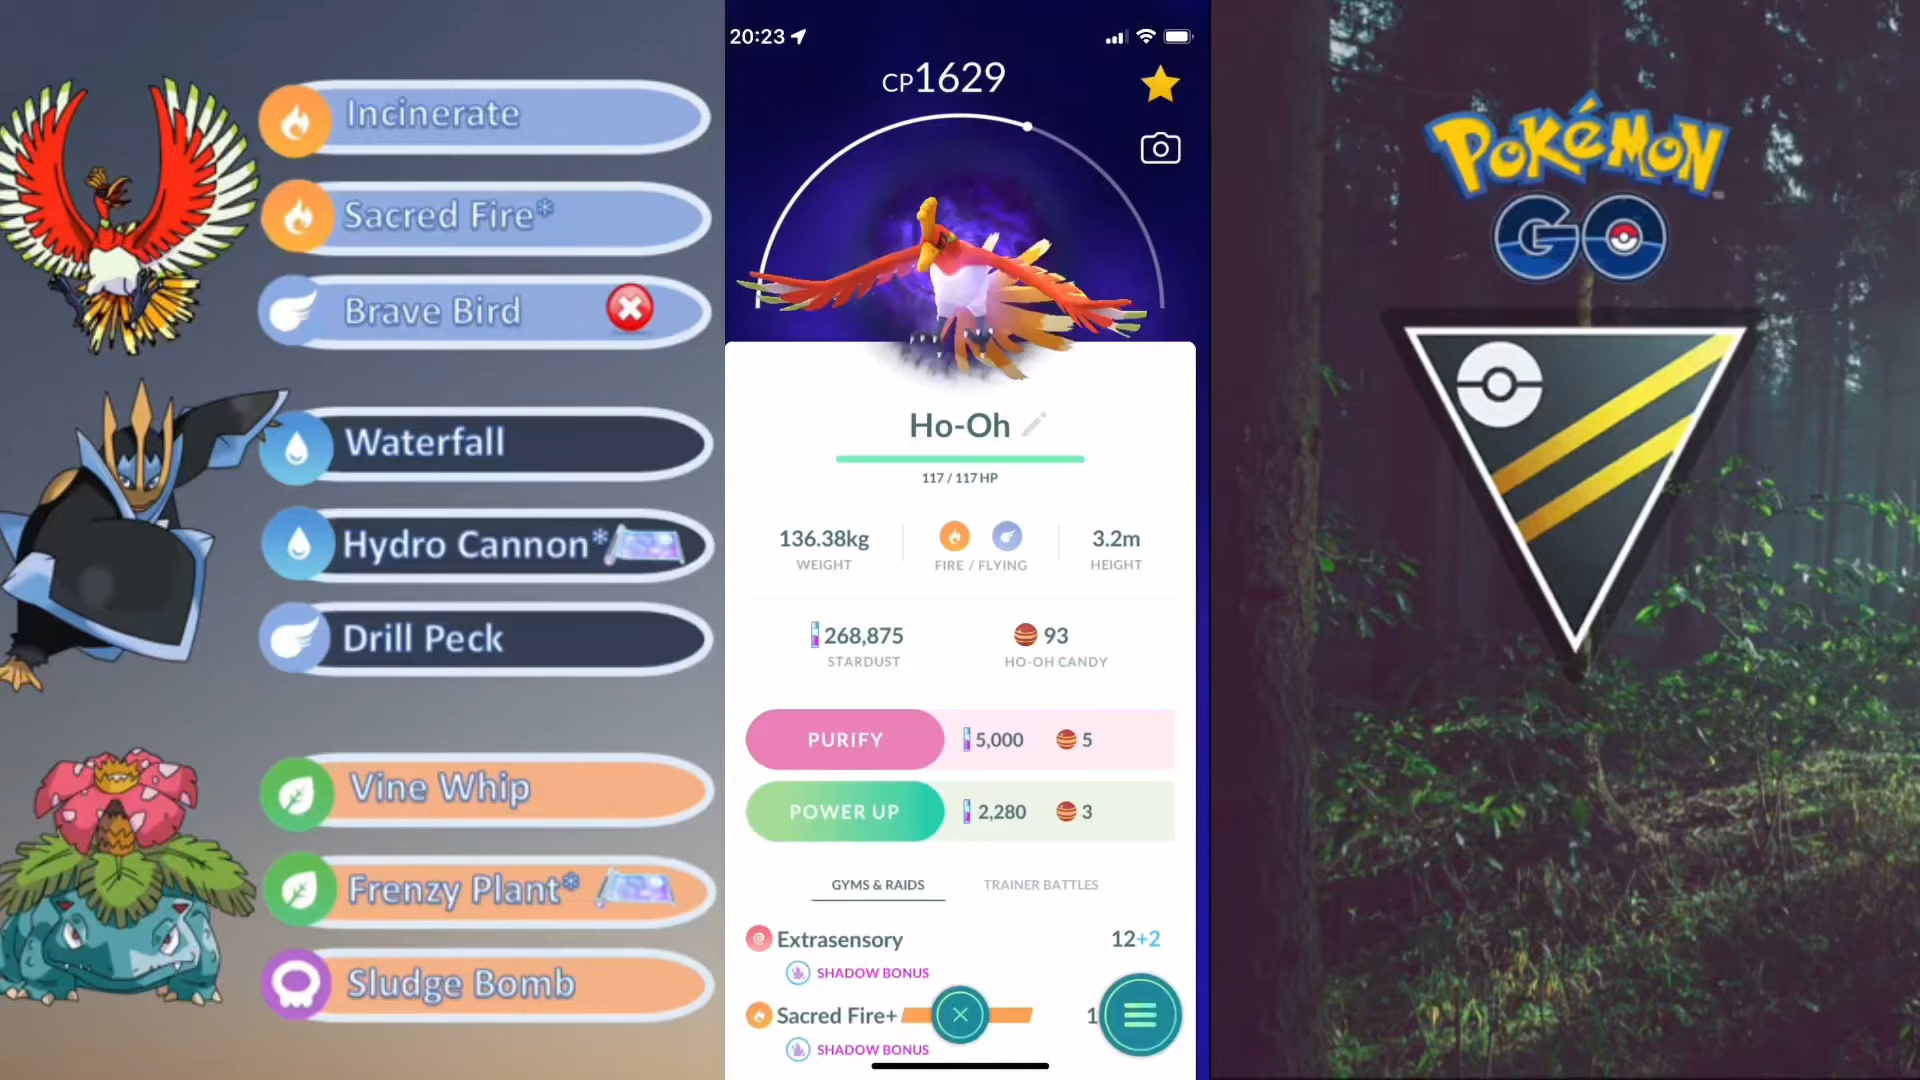 Incinerate
Sacred Fire*
Brave Bird
Waterfall
Hydro Cannon*
Drill Peck
Vine Whip
Frenzy Plant*
Sludge Bomb
20:23
CP1629
Ho-Oh
117 / 117 HP
136.38kg
WEIGHT
FIRE / FLYING
3.2m
HEIGHT
268,875
STARDUST
93
HO-OH CANDY
PURIFY 5,000 5
POWER UP 2,280 3
GYMS & RAIDS TRAINER BATTLES
Extrasensory 12+2
SHADOW BONUS
Sacred Fire+ 1
SHADOW BONUS
POKéMON
GO